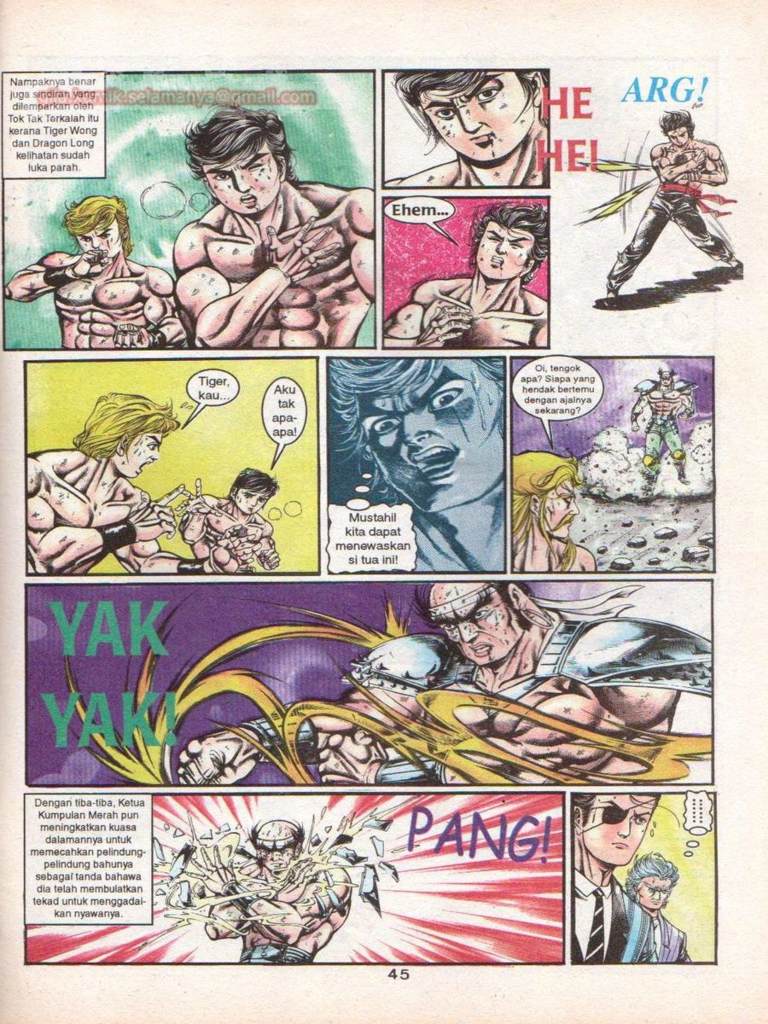 Nampaknya benar
juga sindiran yang
dilemparkan oleh
Tok Tak Terkalah itu
kerana Tiger Wong
dan Dragon Long
kelihatan sudah
luka parah.
HE
HE!
ARG!
Ehem...
Tiger,
kau...
Aku
tak
apa-
apa!
Mustahil
kita dapat
menewaskan
si tua ini!
Oi, tengok
apa? Siapa yang
hendak bertemu
dengan ajalnya
sekarang?
YAK
YAK!
Dengan tiba-tiba, Ketua
Kumpulan Merah pun
meningkatkan kuasa
dalamannya untuk
memecahkan pelindung-
pelindung bahunya
sebagai tanda bahawa
dia telah membulatkan
tekad untuk menggadai-
kan nyawanya.
PANG!
45